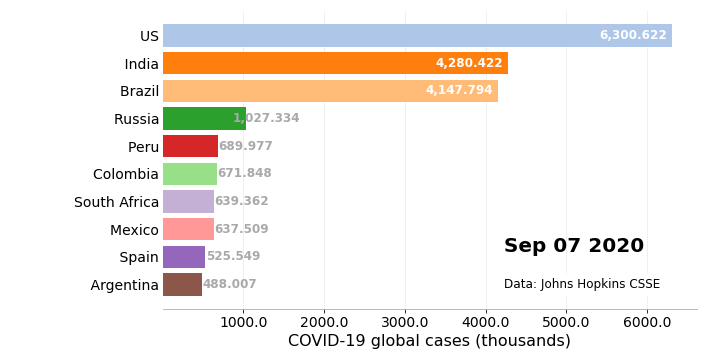 US 6,300.622
India 4,280.422
Brazil 4,147.794
Russia 1,027.334
Peru 689.977
Colombia 671.848
South Africa 639.362
Mexico 637.509
Spain 525.549
Argentina 488.007
Sep 07 2020
Data: Johns Hopkins CSSE
1000.0 2000.0 3000.0 4000.0 5000.0 6000.0
COVID-19 global cases (thousands)